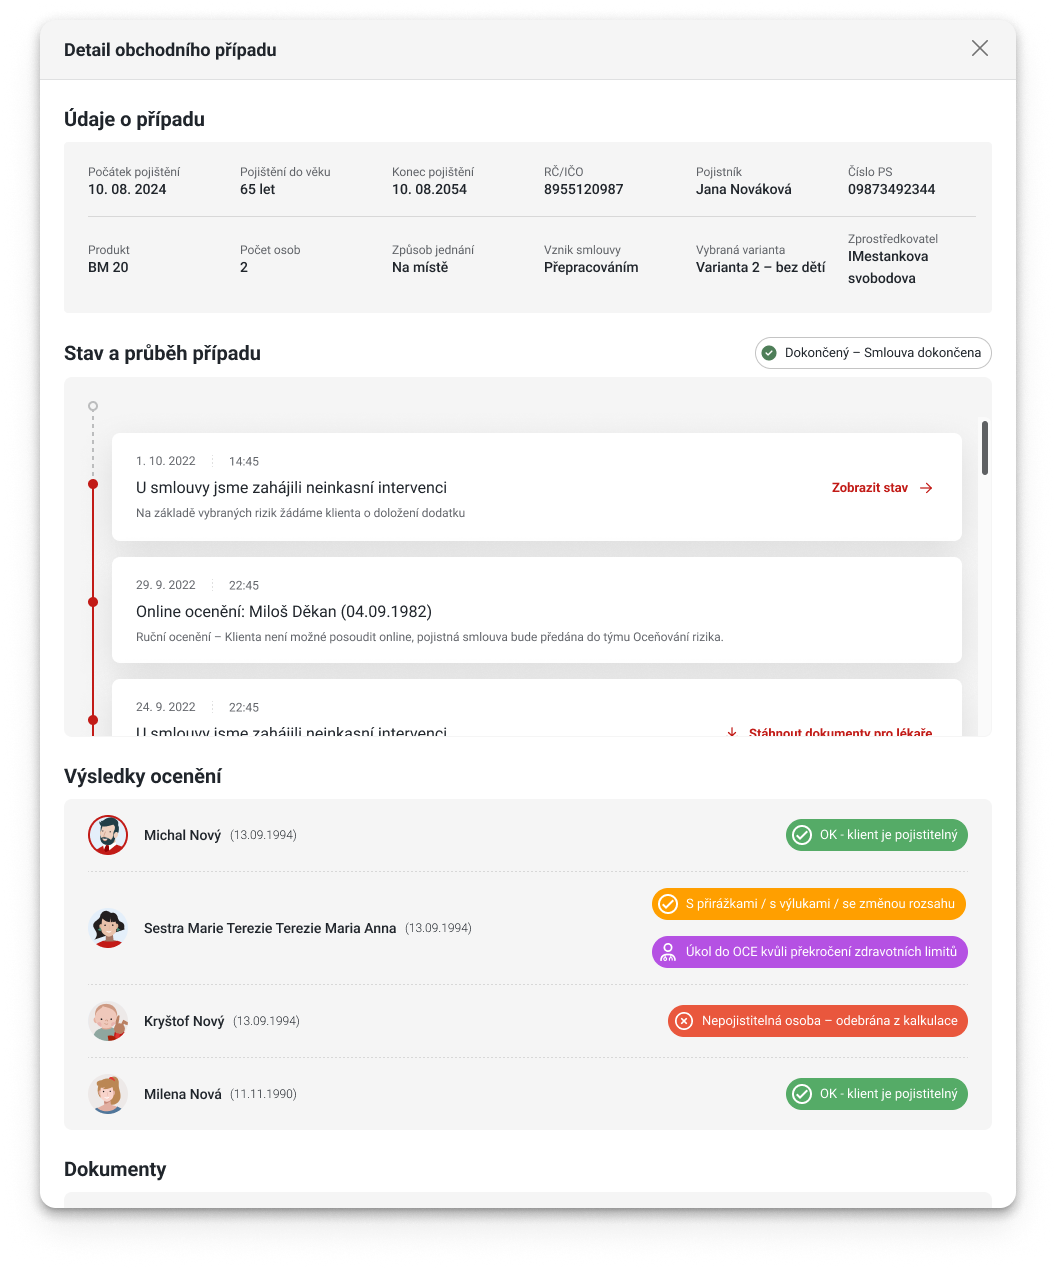 Detail obchodního případu
Údaje o případu
Počátek pojištění
10. 08. 2024
Pojištění do věku
65 let
Konec pojištění
10. 08.2054
RČ/IČO
8955120987
Pojistník
Jana Nováková
Číslo PS
09873492344
Produkt
BM 20
Počet osob
2
Způsob jednání
Na místě
Vznik smlouvy
Přepracováním
Vybraná varianta
Varianta 2 – bez dětí
Zprostředkovatel
IMestankova
svobodova
Stav a průběh případu
Dokončený – Smlouva dokončena
1. 10. 2022 14:45
U smlouvy jsme zahájili neinkasní intervenci
Zobrazit stav
Na základě vybraných rizik žádáme klienta o doložení dodatku
29. 9. 2022 22:45
Online ocenění: Miloš Děkan (04.09.1982)
Ruční ocenění – Klienta není možné posoudit online, pojistná smlouva bude předána do týmu Oceňování rizika.
24. 9. 2022 22:45
U smlouvy jsme zahájili neinkasní intervenci
Stáhnout dokumenty pro lékaře
Výsledky ocenění
Michal Nový (13.09.1994)
OK - klient je pojistitelný
S přirážkami / s výlukami / se změnou rozsahu
Sestra Marie Terezie Terezie Maria Anna (13.09.1994)
Úkol do OCE kvůli překročení zdravotních limitů
Kryštof Nový (13.09.1994)
Nepojistitelná osoba – odebrána z kalkulace
Milena Nová (11.11.1990)
OK - klient je pojistitelný
Dokumenty